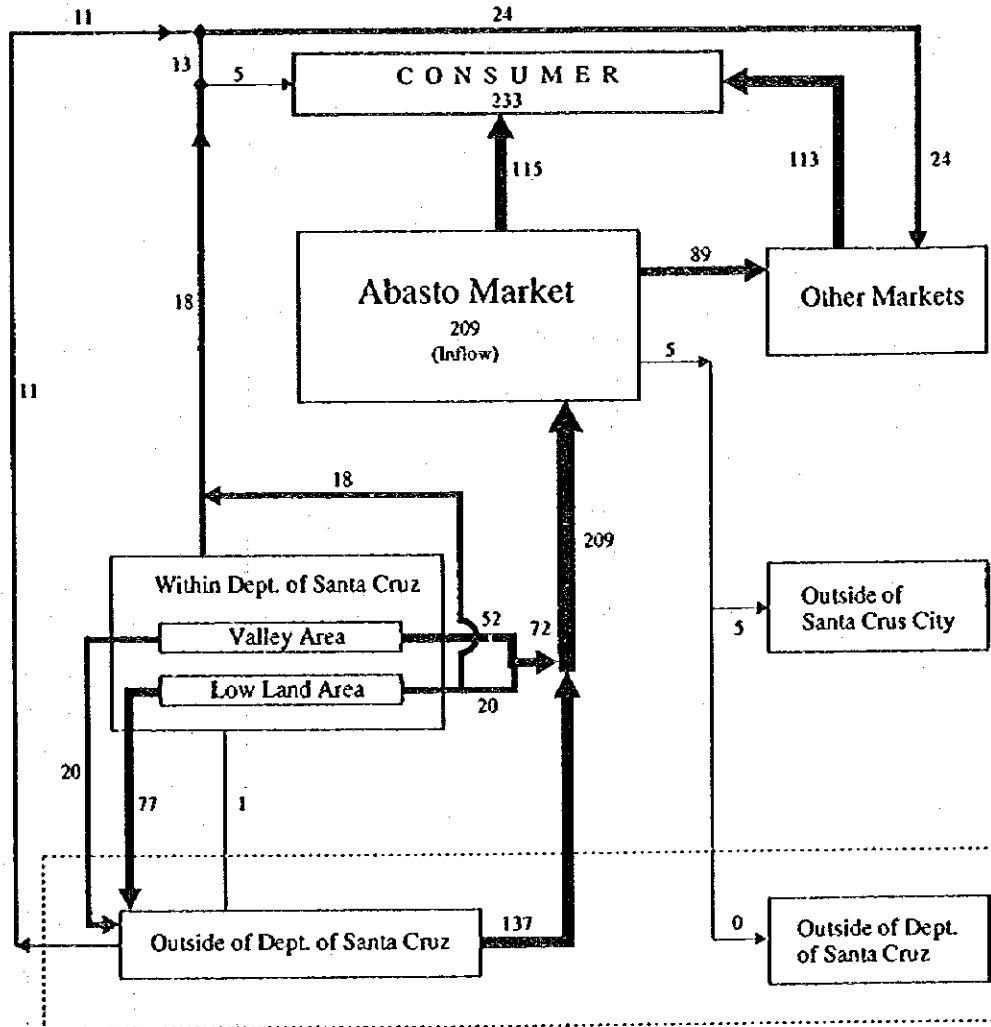 11
24
13
5
CONSUMER
233
115
113
24
89
Abasto Market
209
(Inflow)
Other Markets
18
5
11
18
209
Within Dept. of Santa Cruz
Outside of
Santa Crus City
5
Valley Area
52
72
Low Land Area
20
20
77
1
137
Outside of Dept. of Santa Cruz
0
Outside of Dept.
of Santa Cruz